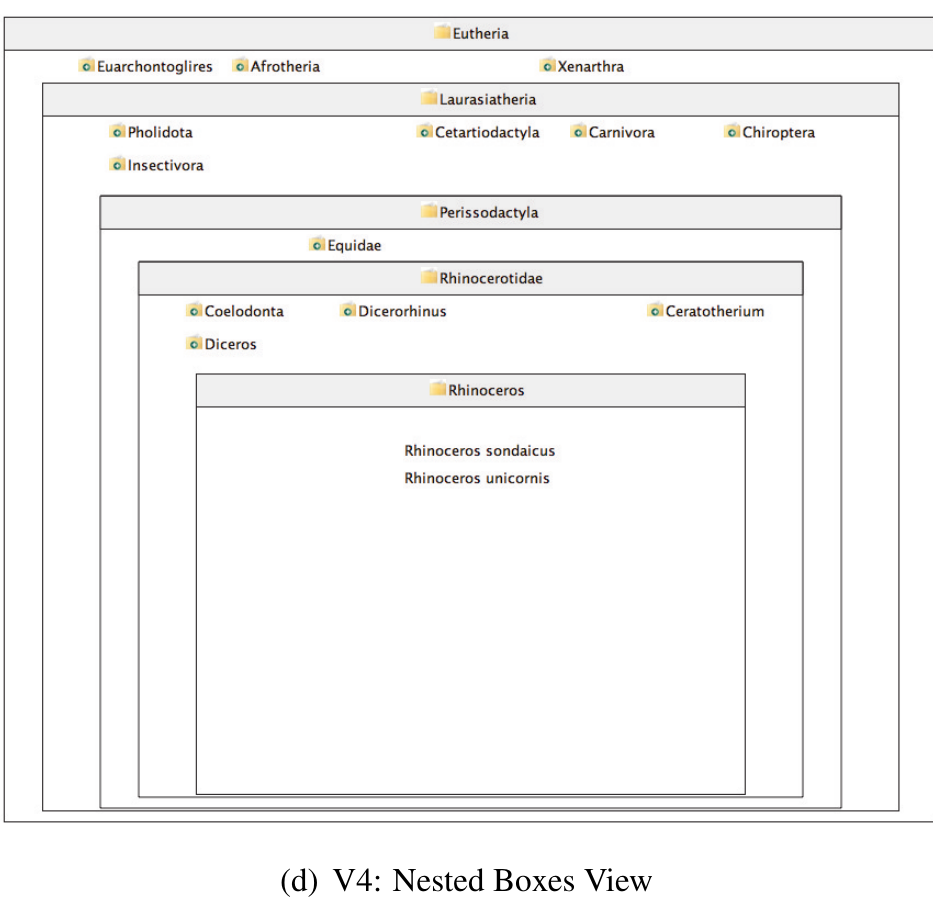 Eutheria
Euarchontoglires Afrotheria Xenarthra
Laurasiatheria
Pholidota Cetartiodactyla Carnivora Chiroptera
Insectivora
Perissodactyla
Equidae
Rhinocerotidae
Coelodonta Dicerorhinus Ceratotherium
Diceros
Rhinoceros
Rhinoceros sondaicus
Rhinoceros unicornis
(d) V4: Nested Boxes View